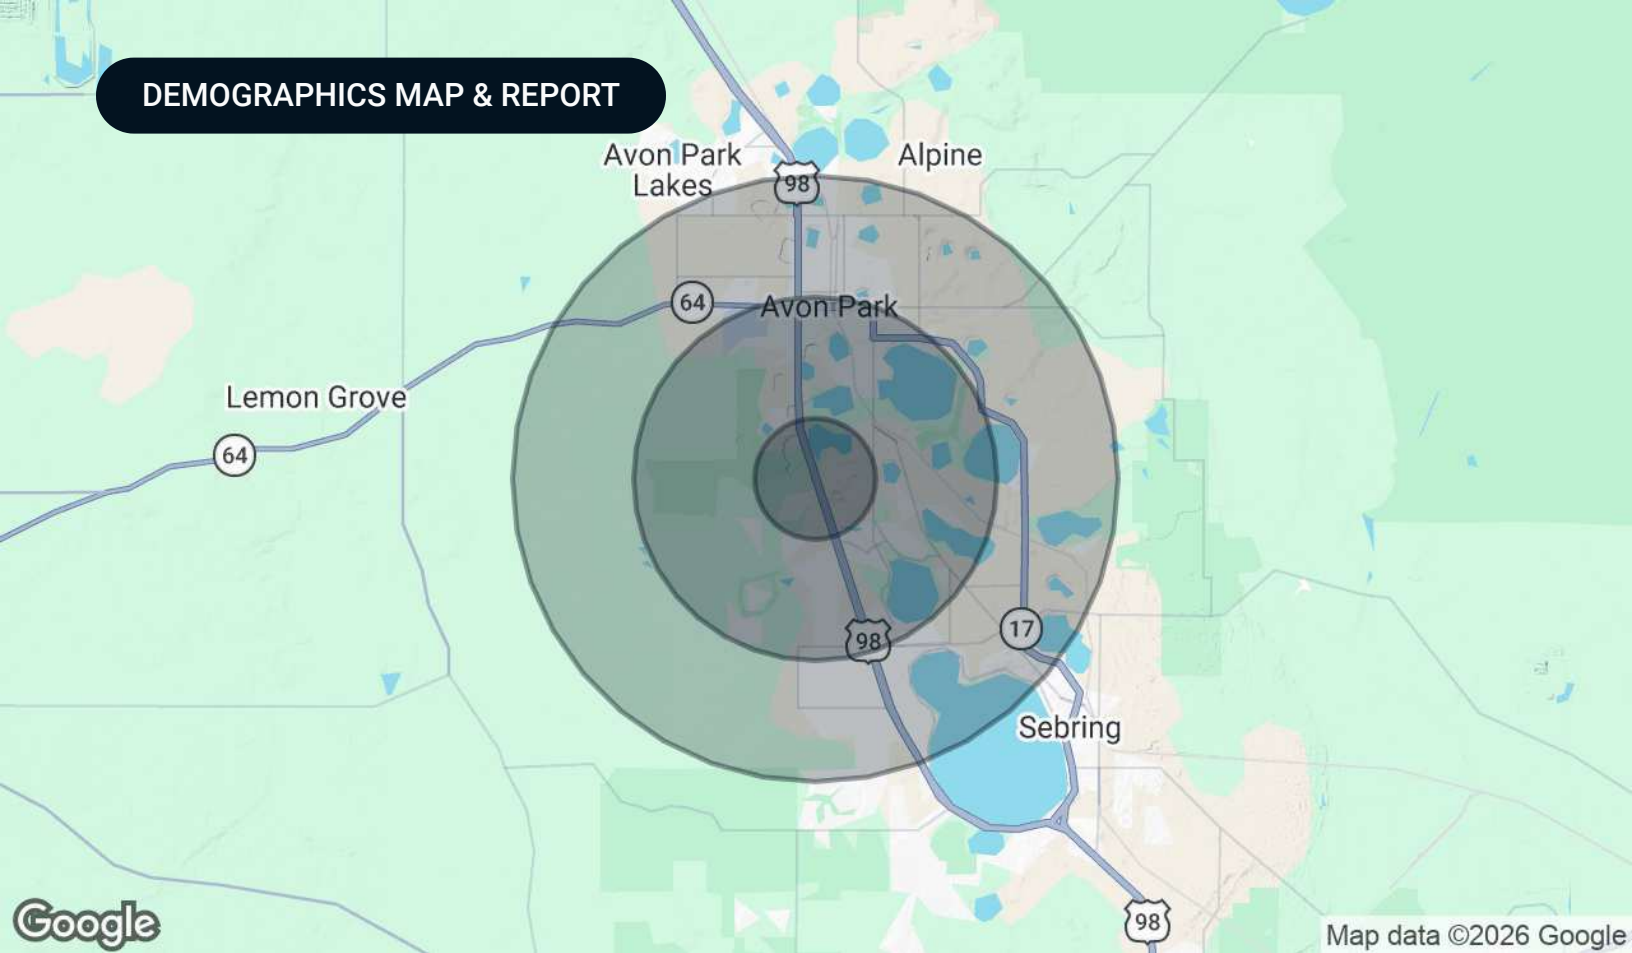 DEMOGRAPHICS MAP & REPORT
Avon Park
Lakes
Alpine
98
64
Avon Park
Lemon Grove
64
98
17
Sebring
98
Google
Map data ©2026 Google